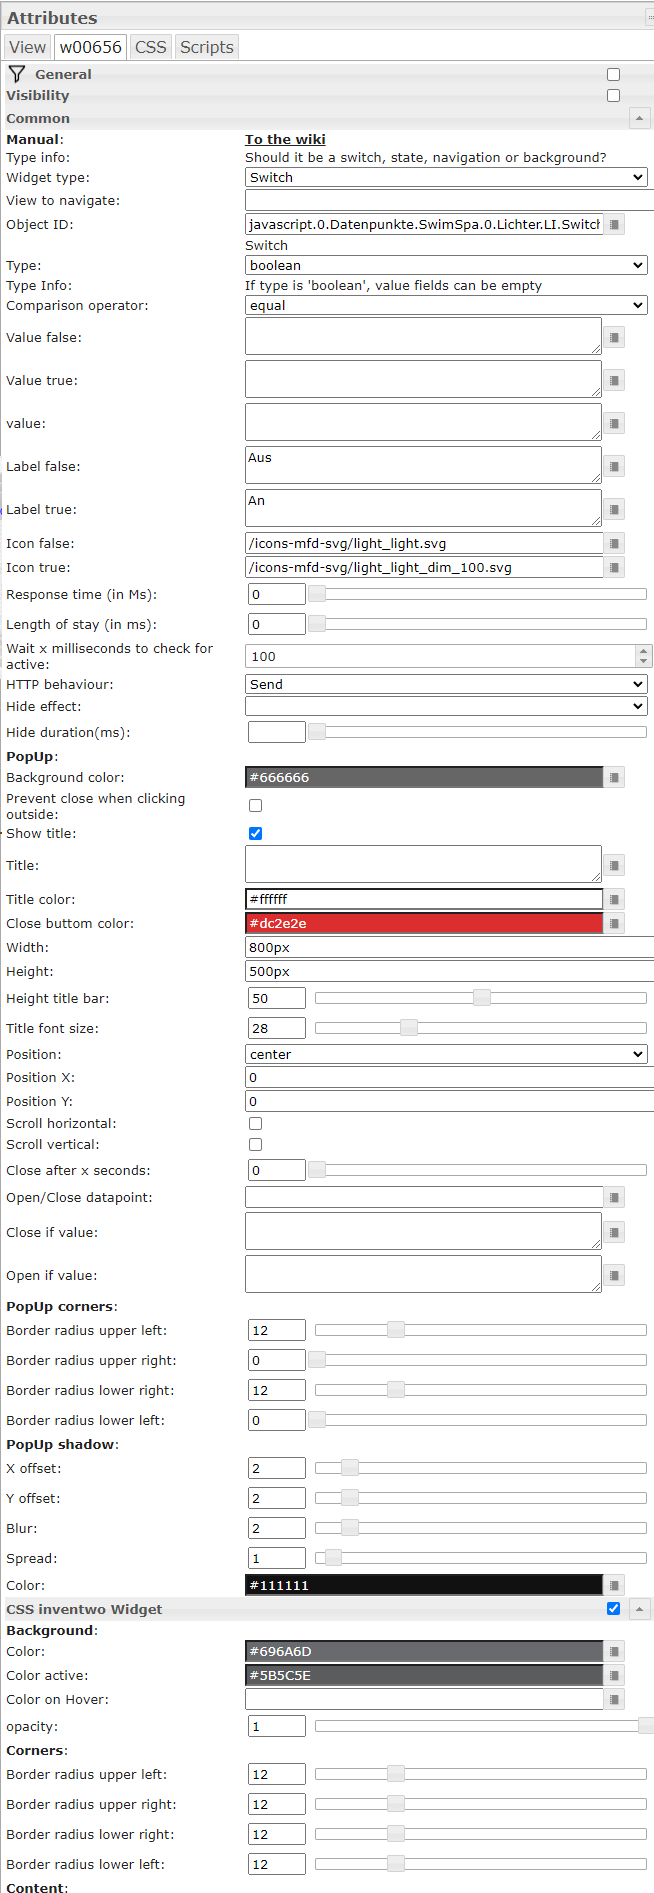 Attributes
View w00656 CSS Scripts
General
Visibility
Common
Manual: To the wiki
Type info: Should it be a switch, state, navigation or background?
Widget type: Switch
View to navigate:
Object ID: javascript.0.Datenpunkte.SwimSpa.0.Lichter.LI.Switch
Switch
Type: boolean
Type Info: If type is 'boolean', value fields can be empty
Comparison operator: equal
Value false:
Value true:
value:
Label false: Aus
Label true: An
Icon false: /icons-mfd-svg/light_light.svg
Icon true: /icons-mfd-svg/light_light_dim_100.svg
Response time (in Ms): 0
Length of stay (in ms): 0
Wait x milliseconds to check for
active: 100
HTTP behaviour: Send
Hide effect:
Hide duration(ms):
PopUp:
Background color: #666666
Prevent close when clicking
outside:
Show title:
Title:
Title color: #ffffff
Close buttom color: #dc2e2e
Width: 800px
Height: 500px
Height title bar: 50
Title font size: 28
Position: center
Position X: 0
Position Y: 0
Scroll horizontal:
Scroll vertical:
Close after x seconds: 0
Open/Close datapoint:
Close if value:
Open if value:
PopUp corners:
Border radius upper left: 12
Border radius upper right: 0
Border radius lower right: 12
Border radius lower left: 0
PopUp shadow:
X offset: 2
Y offset: 2
Blur: 2
Spread: 1
Color: #111111
CSS inventwo Widget
Background:
Color: #696A6D
Color active: #5B5C5E
Color on Hover:
opacity: 1
Corners:
Border radius upper left: 12
Border radius upper right: 12
Border radius lower right: 12
Border radius lower left: 12
Content: